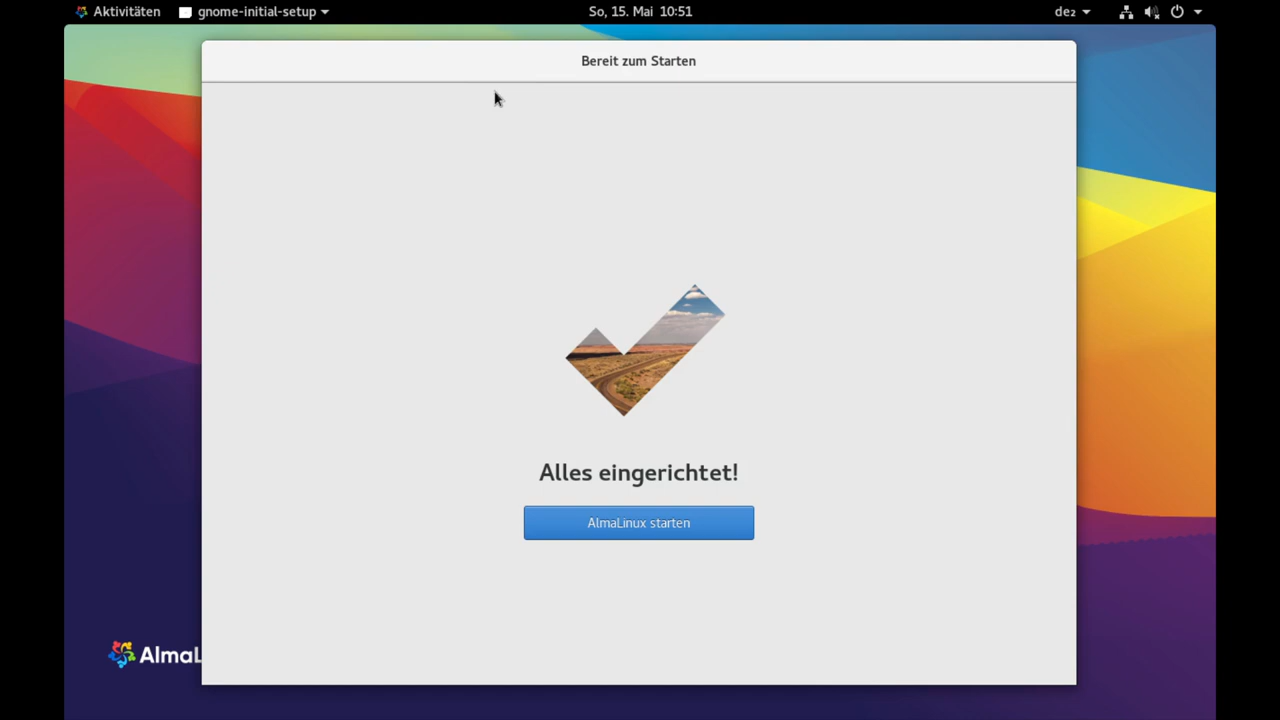 Aktivitäten gnome-initial-setup So, 15. Mai 10:51 de₂
Bereit zum Starten
Alles eingerichtet!
AlmaLinux starten
AlmaL